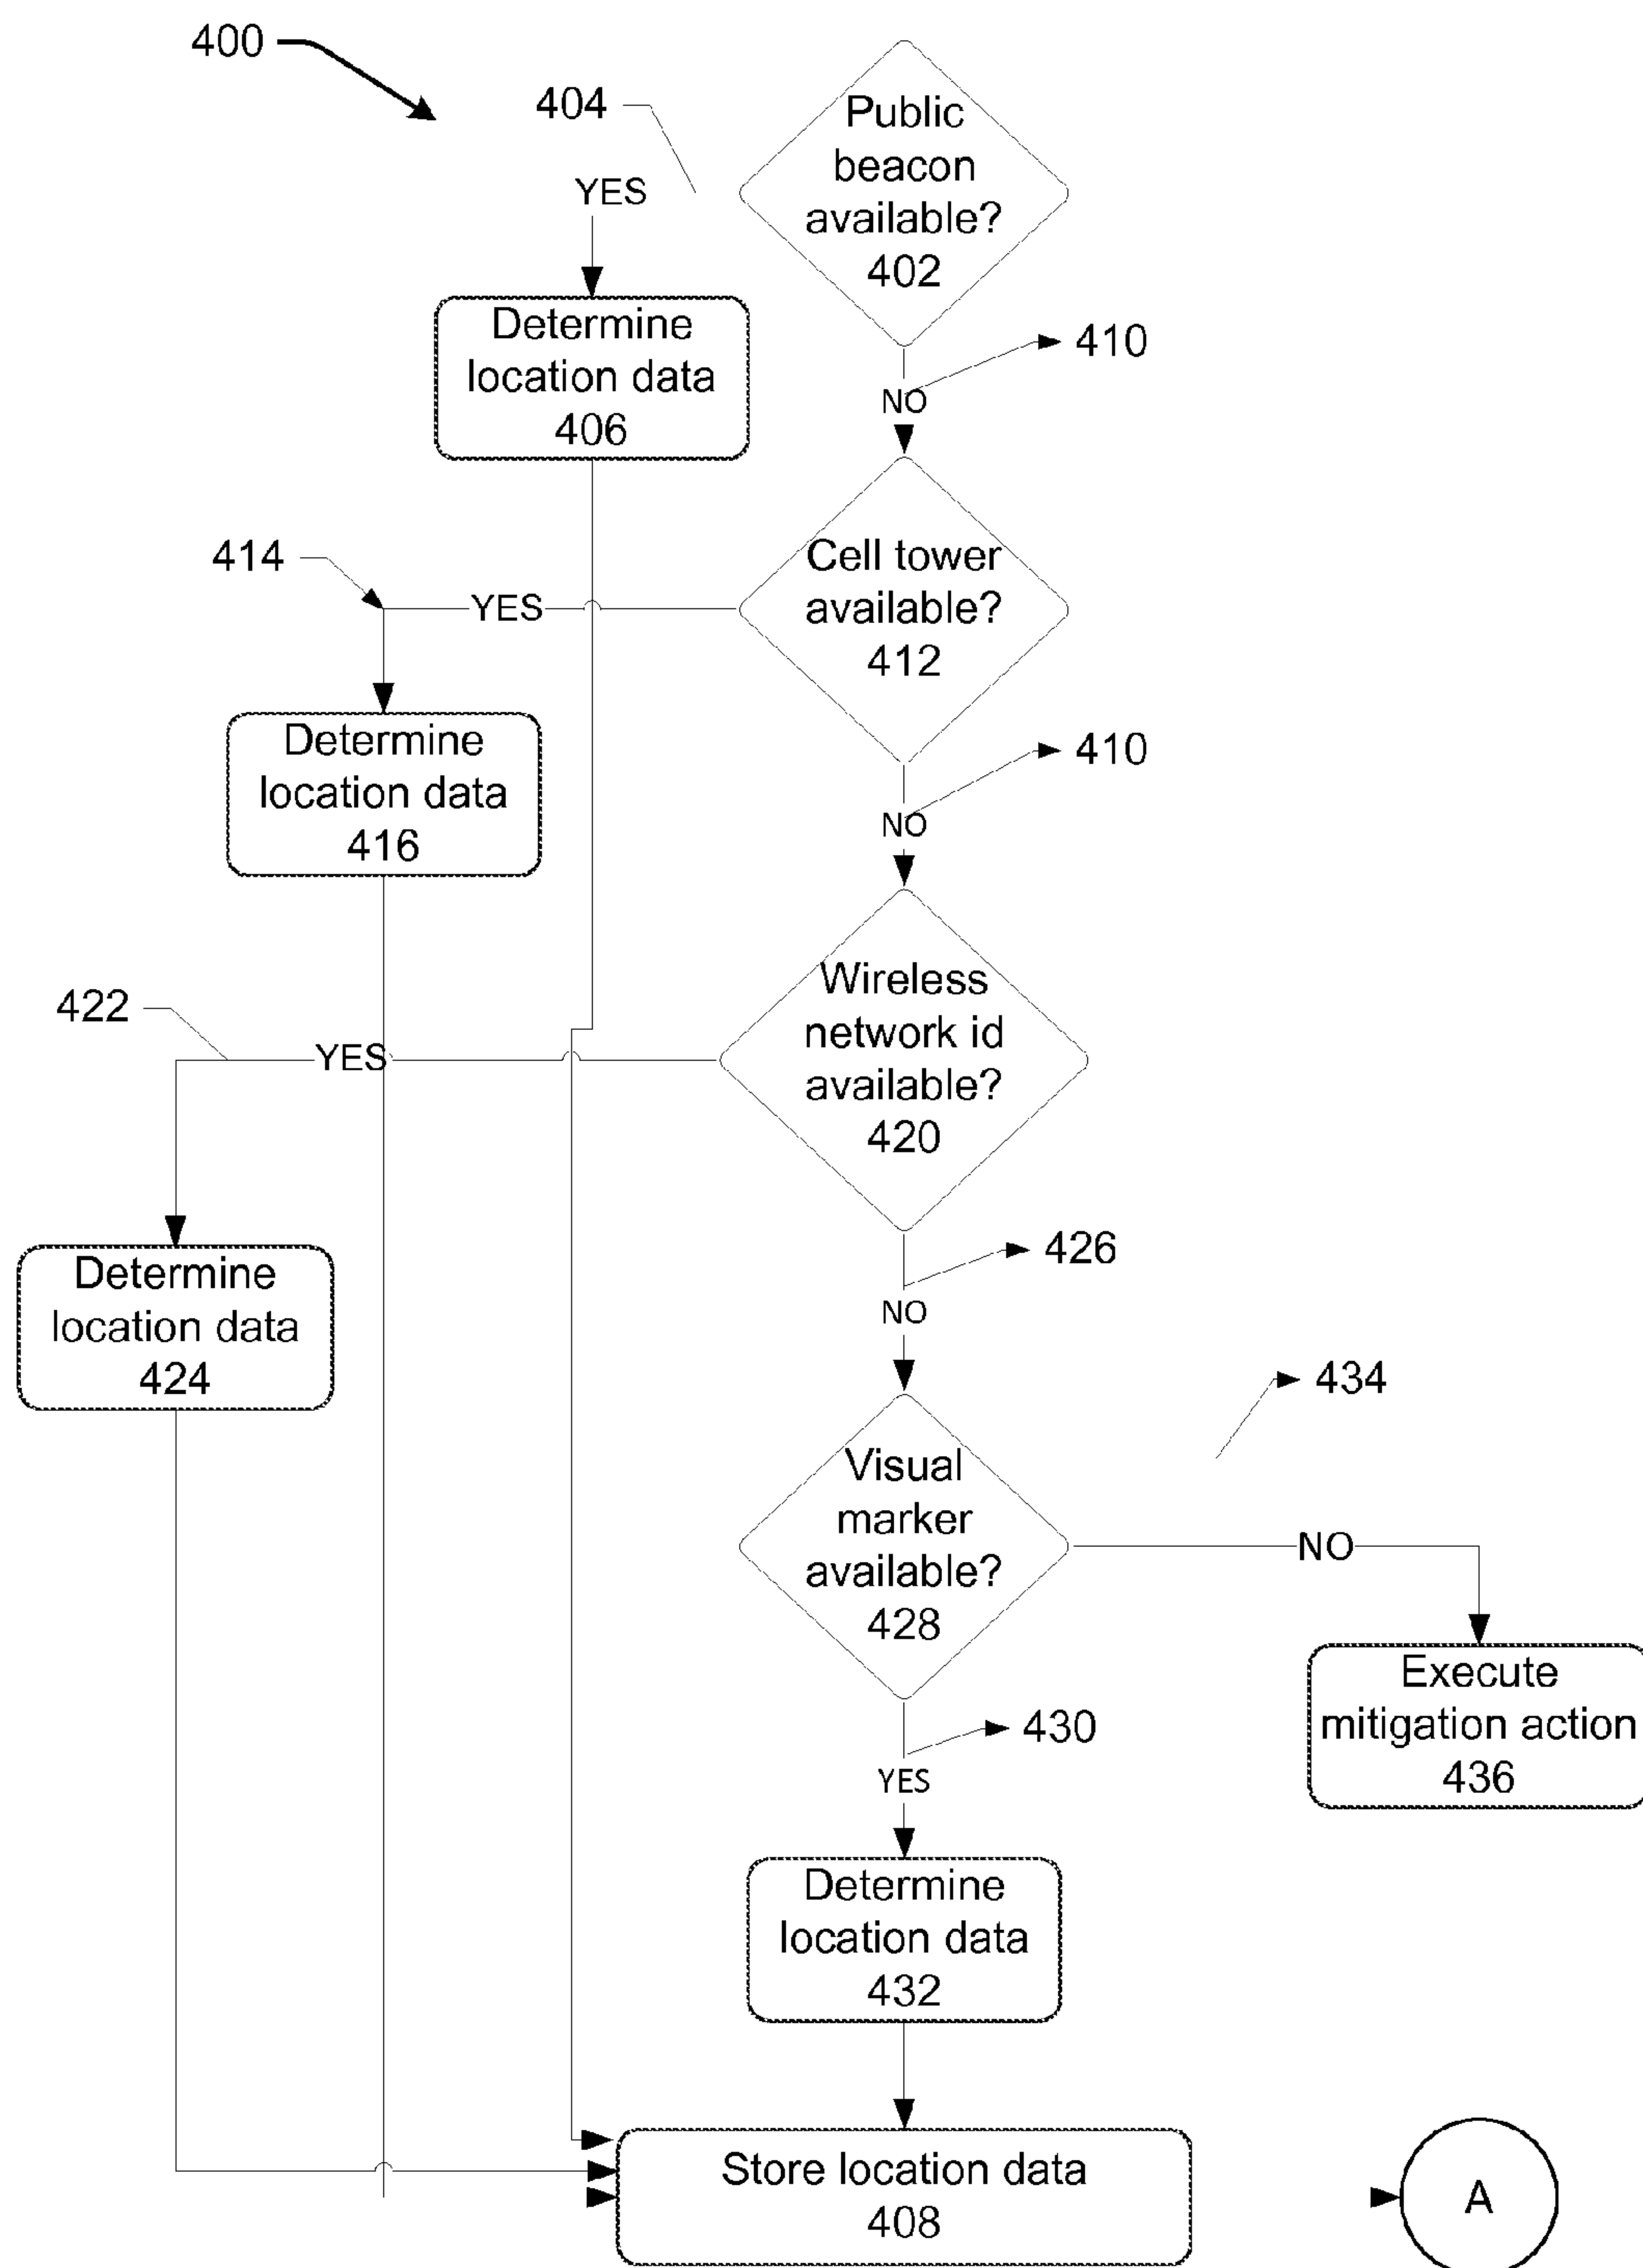 400
404
Public
beacon
available?
402
YES
Determine
location data
406
410
NO
414
Cell tower
available?
412
YES
Determine
location data
416
410
NO
422
Wireless
network id
available?
420
YES
Determine
location data
424
426
NO
434
Visual
marker
available?
428
NO
Execute
mitigation action
436
430
YES
Determine
location data
432
Store location data
408
A